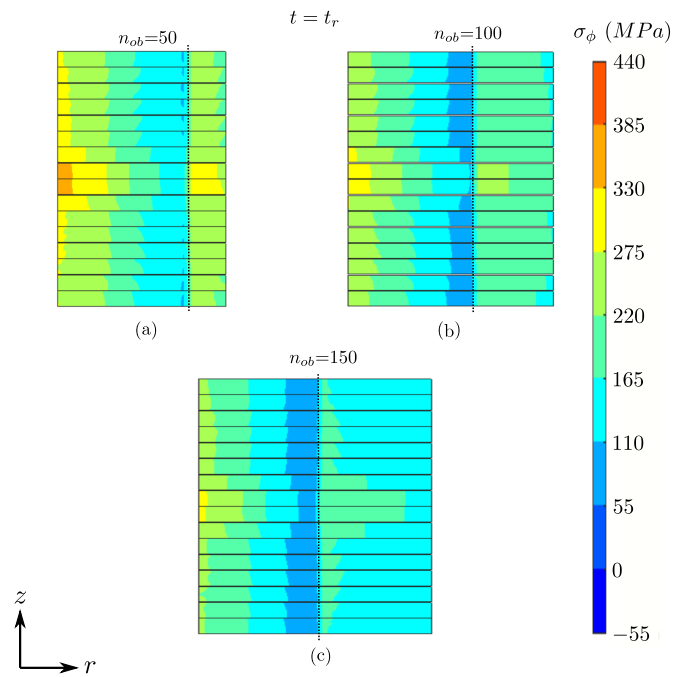 t = t_r
σ_ϕ (MPa)
n_ob=50
n_ob=100
440
385
330
275
220
165
110
55
0
−55
(a)
(b)
n_ob=150
(c)
z
r